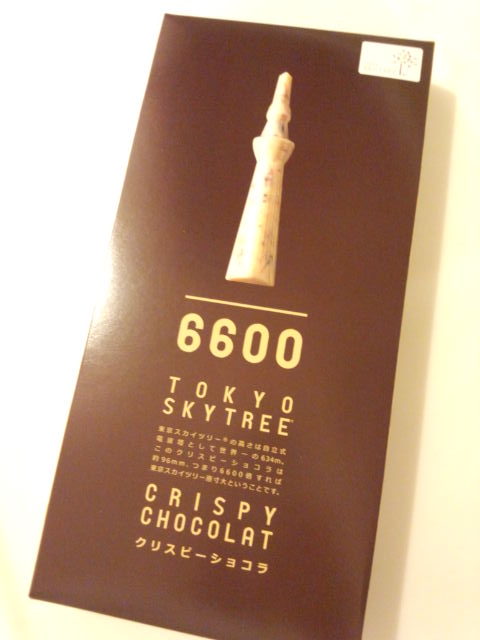 6600
TOKYO
SKYTREE®
東京スカイツリー®の高さは自立式
電波塔として世界一の634m。
このクリスピーショコラは
約96mm。つまり6600倍すれば
東京スカイツリー原寸大ということです。
CRISPY
CHOCOLAT
クリスピーショコラ